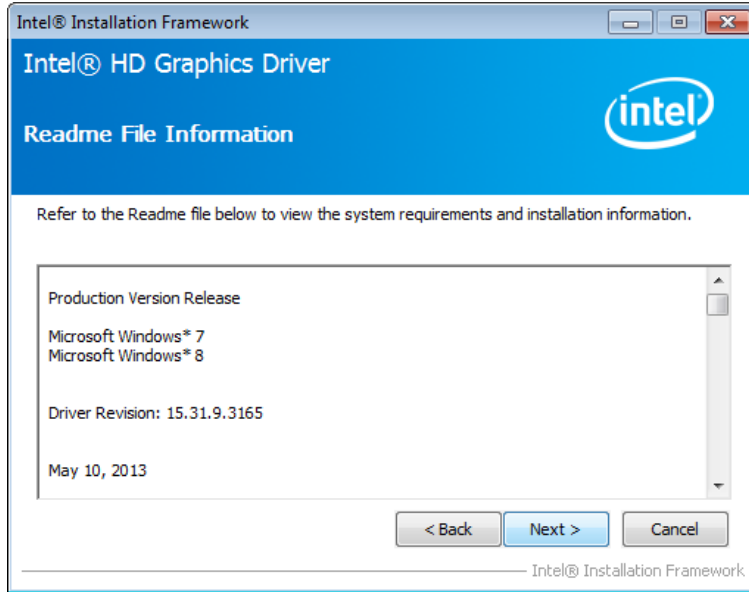 Intel® Installation Framework
Intel® HD Graphics Driver
intel
Readme File Information
Refer to the Readme file below to view the system requirements and installation information.
Production Version Release
Microsoft Windows* 7
Microsoft Windows* 8
Driver Revision: 15.31.9.3165
May 10, 2013
< Back Next > Cancel
Intel® Installation Framework